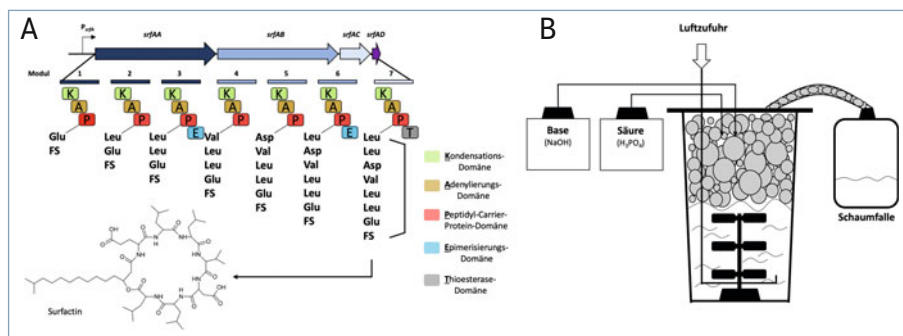 A
P_srfA
srfAA
srfAB
srfAC
srfAD
Modul
1
2
3
4
5
6
7
K
A
P
K
A
P
K
A
P
E
K
A
P
K
A
P
K
A
P
E
K
A
P
T
Glu
FS
Leu
Glu
FS
Leu
Leu
Glu
FS
Val
Leu
Leu
Glu
FS
Asp
Val
Leu
Leu
Glu
FS
Leu
Asp
Val
Leu
Leu
Glu
FS
Leu
Leu
Asp
Val
Leu
Leu
Glu
FS
Kondensations-
Domäne
Adenylierungs-
Domäne
Peptidyl-Carrier-
Protein-Domäne
Epimerisierungs-
Domäne
Thioesterase-
Domäne
Surfactin
B
Luftzufuhr
Base
(NaOH)
Säure
(H₃PO₄)
Schaumfalle